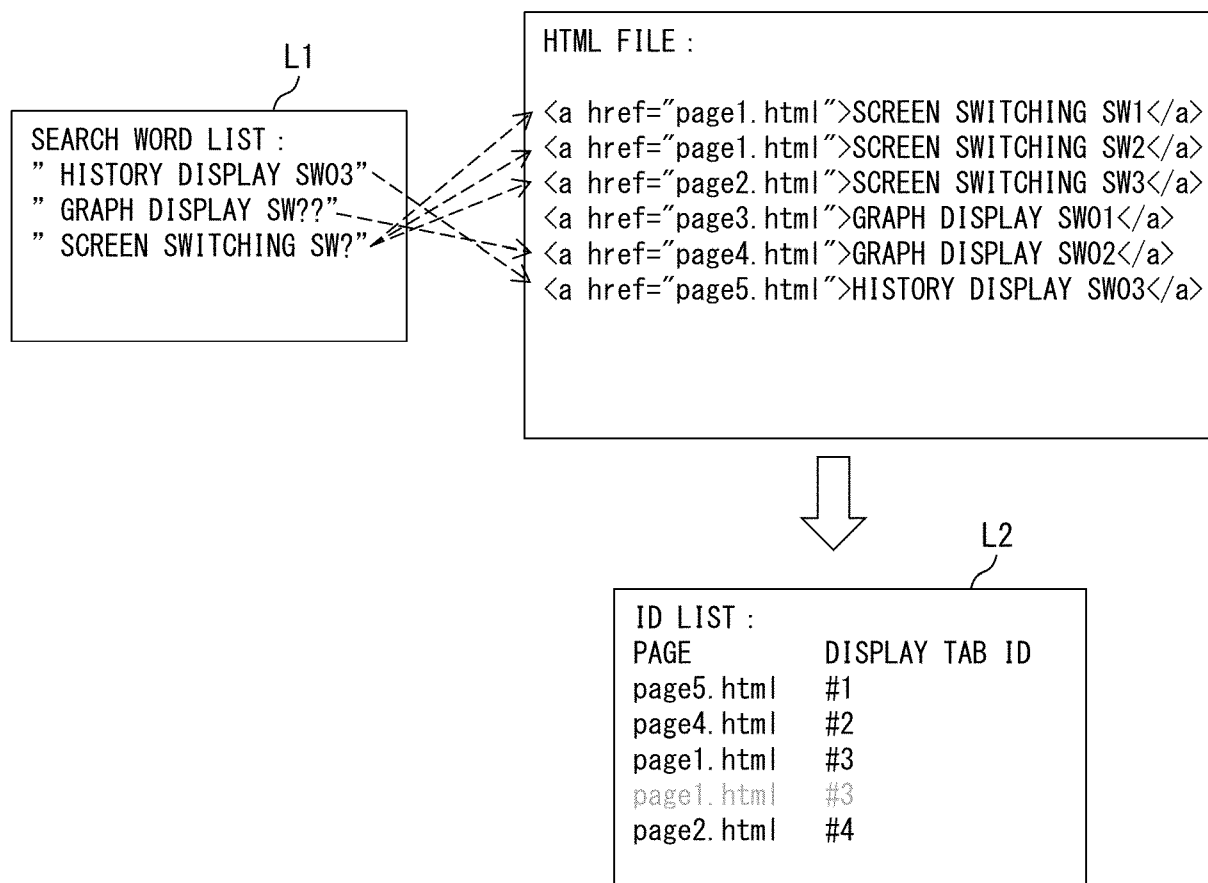 L1
SEARCH WORD LIST :
" HISTORY DISPLAY SW03"
" GRAPH DISPLAY SW??"
" SCREEN SWITCHING SW?"
HTML FILE :
<a href="page1.html">SCREEN SWITCHING SW1</a>
<a href="page1.html">SCREEN SWITCHING SW2</a>
<a href="page2.html">SCREEN SWITCHING SW3</a>
<a href="page3.html">GRAPH DISPLAY SW01</a>
<a href="page4.html">GRAPH DISPLAY SW02</a>
<a href="page5.html">HISTORY DISPLAY SW03</a>
L2
ID LIST :
PAGE DISPLAY TAB ID
page5.html #1
page4.html #2
page1.html #3
page1.html #3
page2.html #4